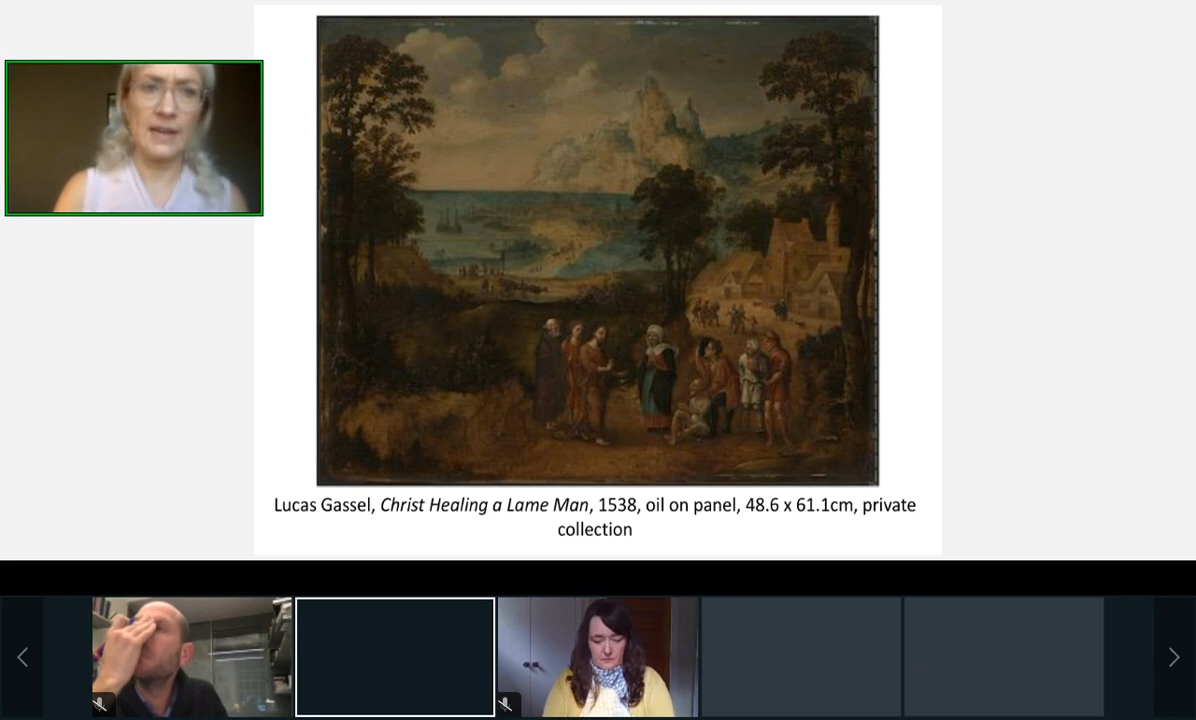 Lucas Gassel, Christ Healing a Lame Man, 1538, oil on panel, 48.6 x 61.1cm, private
collection